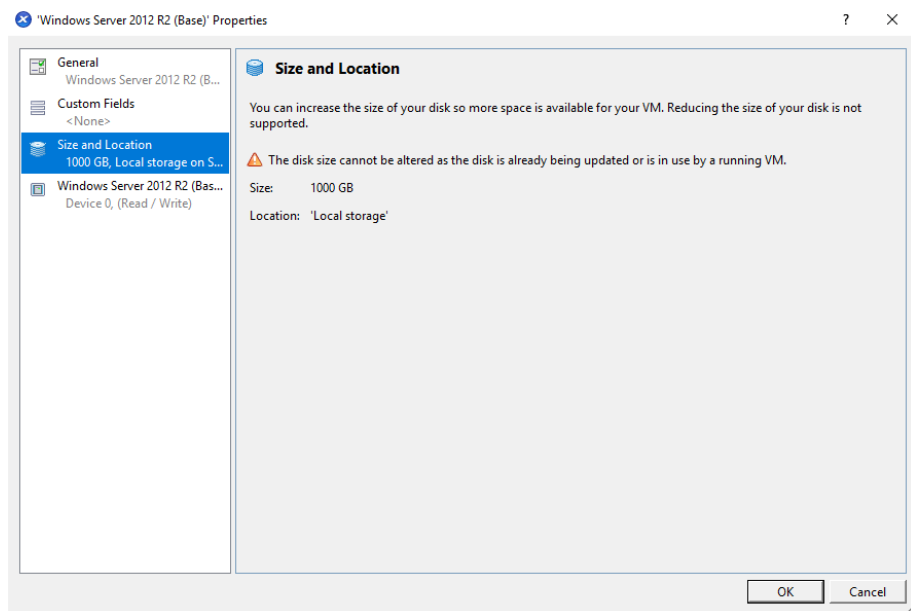 'Windows Server 2012 R2 (Base)' Properties
?
General
Windows Server 2012 R2 (B...
Custom Fields
<None>
Size and Location
1000 GB, Local storage on S...
Windows Server 2012 R2 (Bas...
Device 0, (Read / Write)
Size and Location
You can increase the size of your disk so more space is available for your VM. Reducing the size of your disk is not
supported.
The disk size cannot be altered as the disk is already being updated or is in use by a running VM.
Size: 1000 GB
Location: 'Local storage'
OK
Cancel